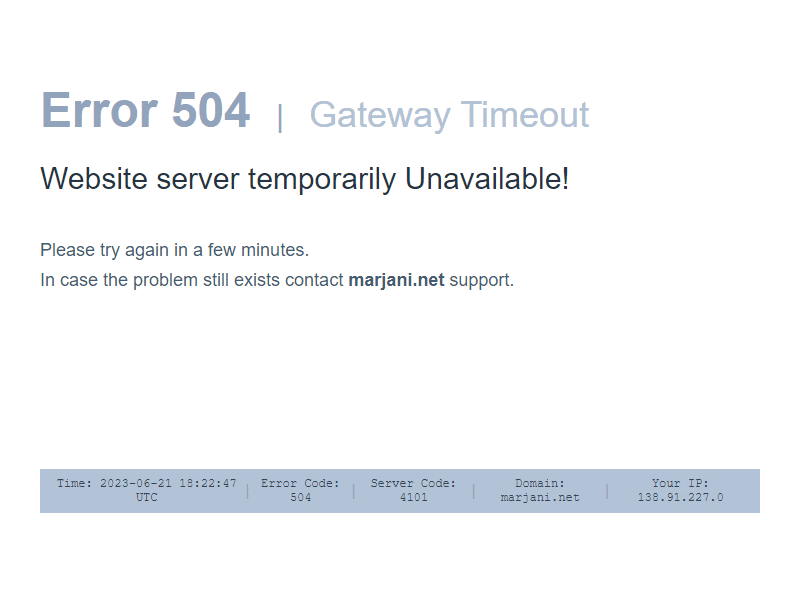 Error 504 | Gateway Timeout
Website server temporarily Unavailable!
Please try again in a few minutes.
In case the problem still exists contact marjani.net support.
Time: 2023-06-21 18:22:47 UTC | Error Code: 504 | Server Code: 4101 | Domain: marjani.net | Your IP: 138.91.227.0